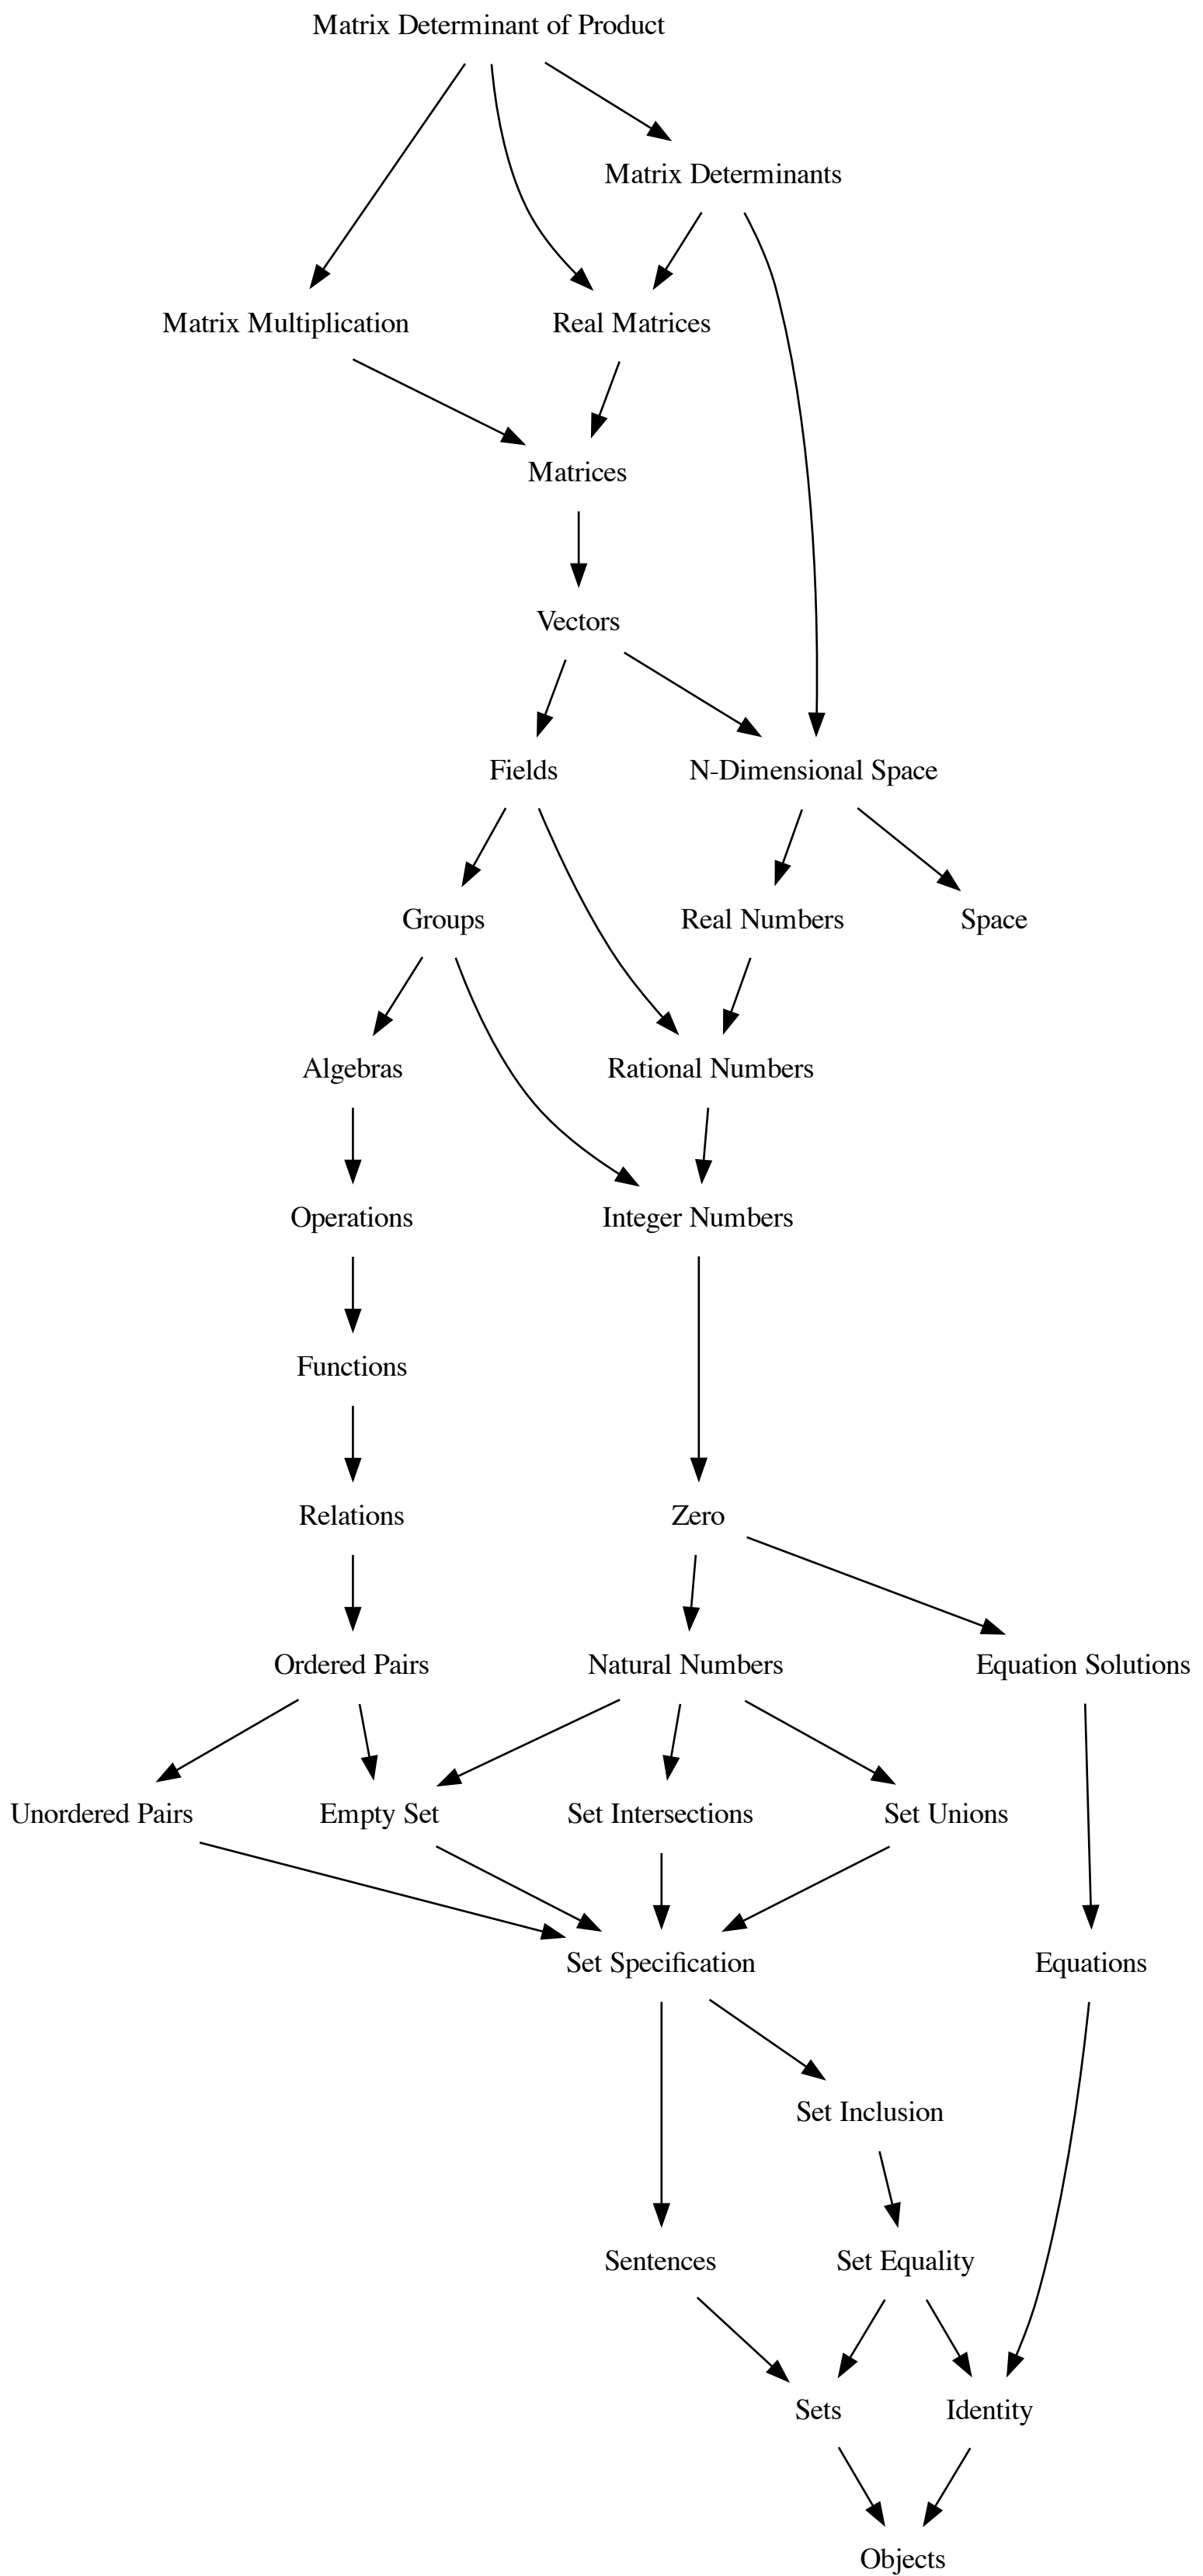 Matrix Determinant of Product
Matrix Determinants
Matrix Multiplication
Real Matrices
Matrices
Vectors
Fields
N-Dimensional Space
Groups
Real Numbers
Space
Algebras
Rational Numbers
Operations
Integer Numbers
Functions
Relations
Zero
Ordered Pairs
Natural Numbers
Equation Solutions
Unordered Pairs
Empty Set
Set Intersections
Set Unions
Set Specification
Equations
Set Inclusion
Sentences
Set Equality
Sets
Identity
Objects